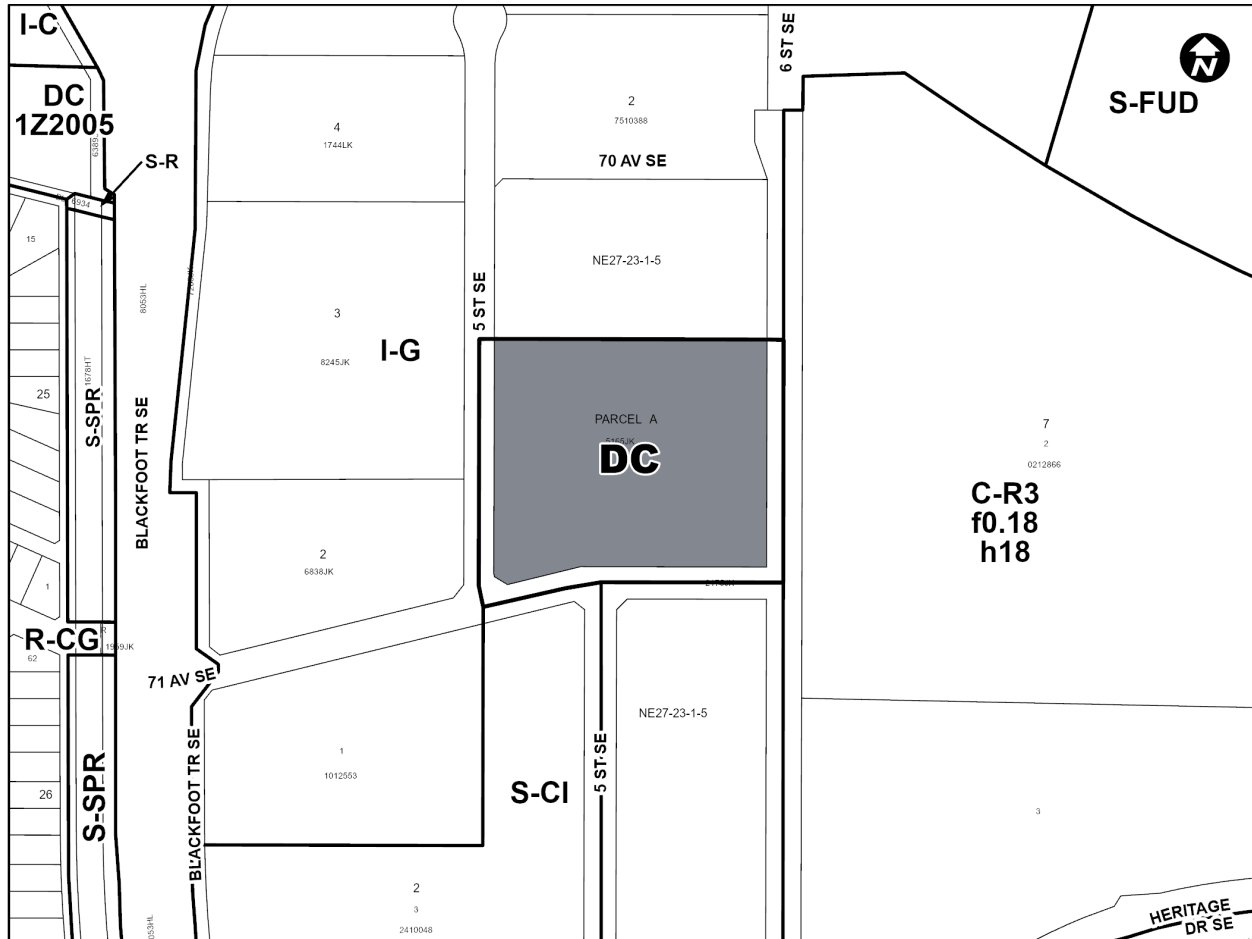 I-C
6 ST SE
N
DC
1Z2005
S-FUD
4
1744LK
2
7510388
70 AV SE
S-R
6934
15
NE27-23-1-5
8053HL
5 ST SE
3
8245JK
I-G
1678HT
25
S-SPR
BLACKFOOT TR SE
PARCEL A
5165JK
DC
7
2
0212866
C-R3
f0.18
h18
2
6838JK
1
R-CG
R
1959JK
62
71 AV SE
NE27-23-1-5
1
1012553
BLACKFOOT TR SE
S-SPR
26
S-CI
5 ST SE
3
2
3
2410048
HERITAGE
DR SE